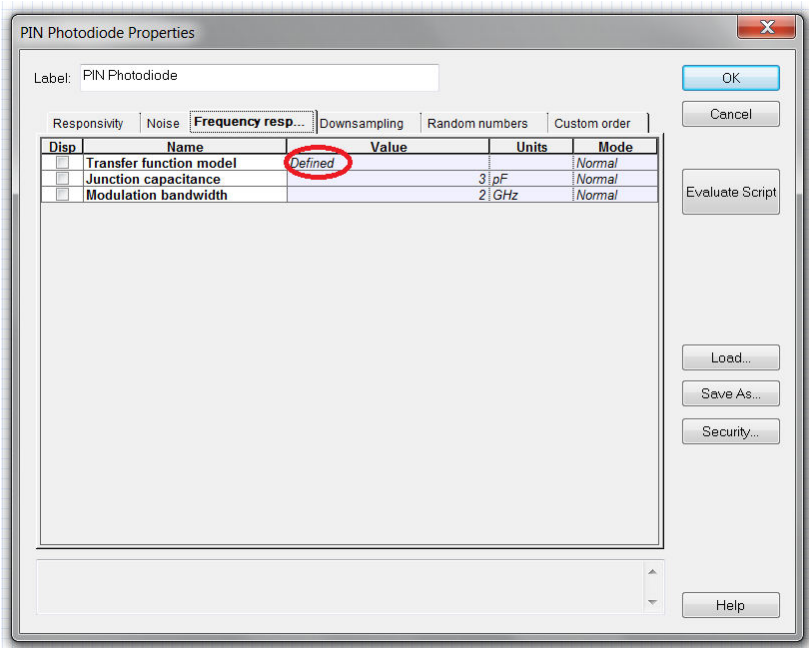 PIN Photodiode Properties
X
Label: PIN Photodiode
OK
Cancel
Responsivity Noise Frequency resp... Downsampling Random numbers Custom order
Disp Name Value Units Mode
Transfer function model Defined Normal
Junction capacitance 3 pF Normal
Modulation bandwidth 2 GHz Normal
Evaluate Script
Load...
Save As...
Security...
Help